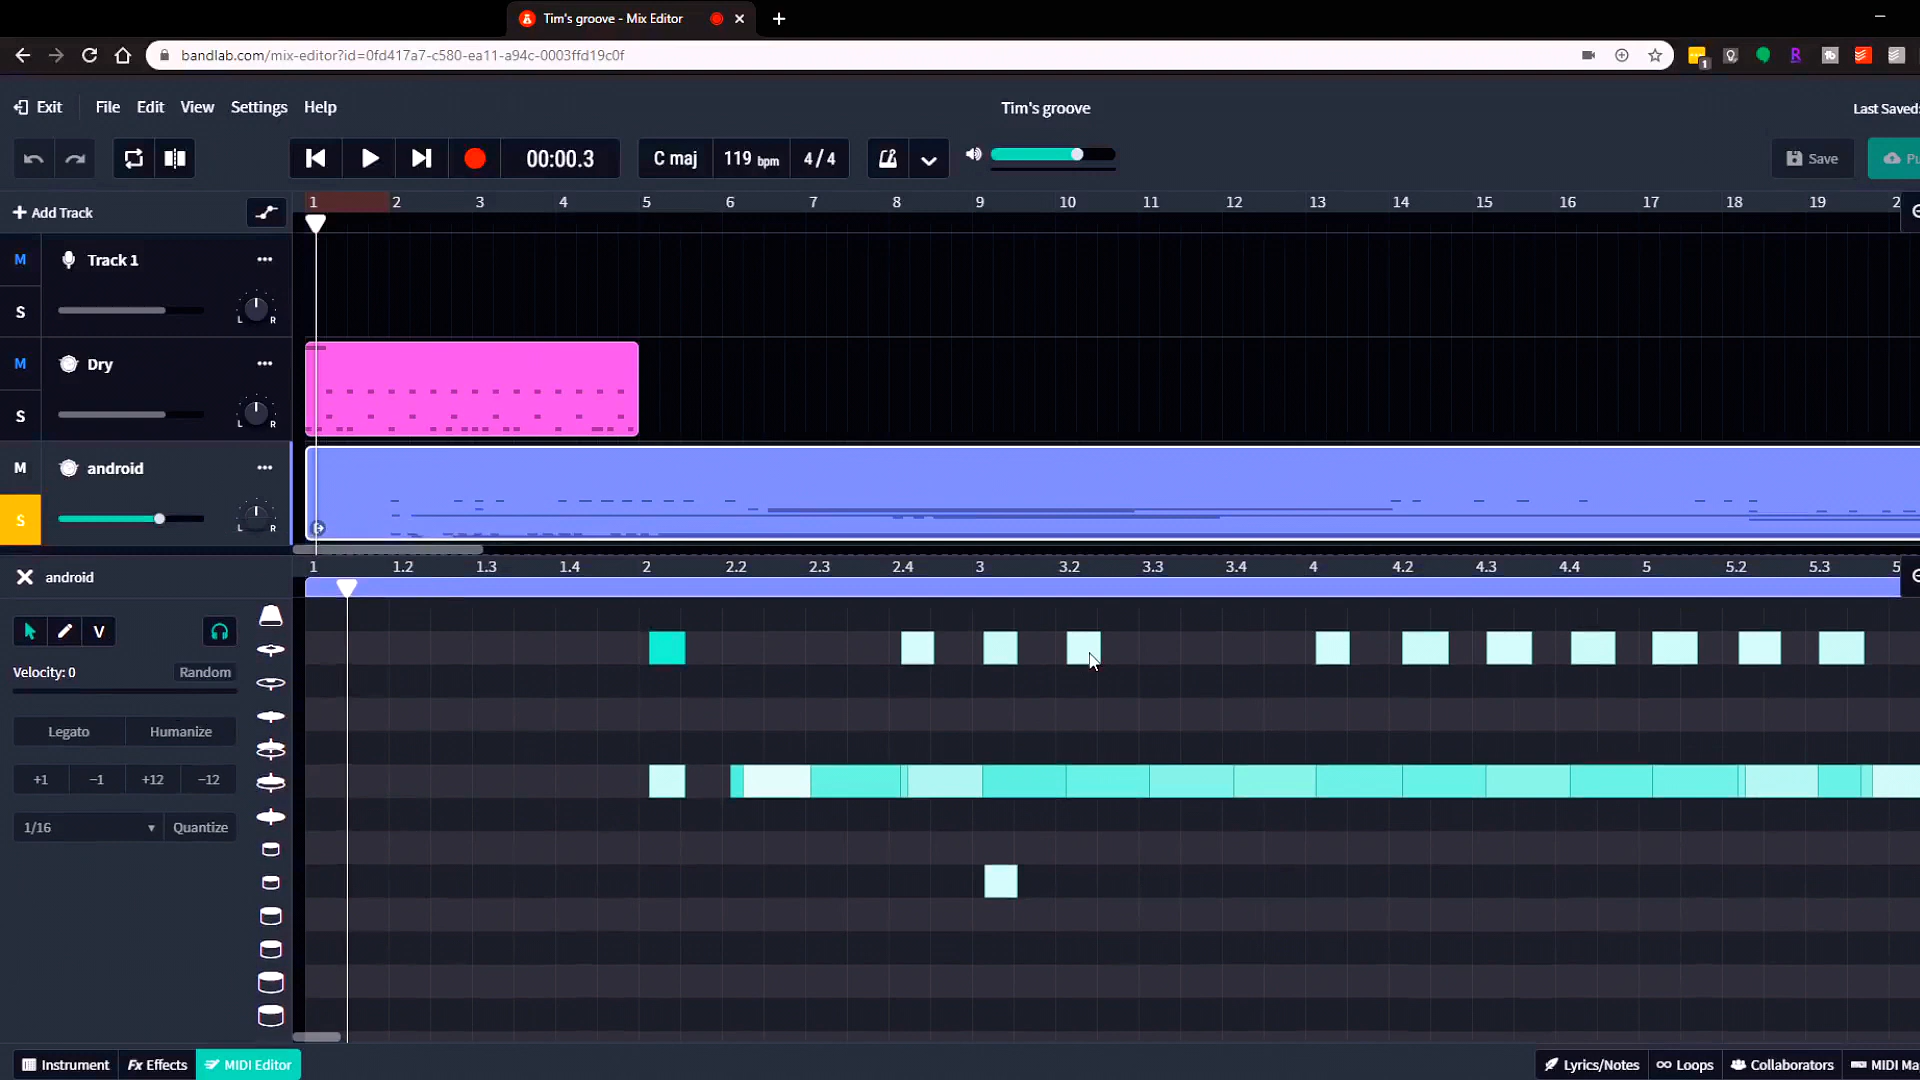 Tim's groove - Mix Editor
bandlab.com/mix-editor?id=0fd417a7-c580-ea11-a94c-0003ffd19c0f
1
R
Exit File Edit View Settings Help
Tim's groove
Last Saved:
00:00.3
C maj
119 bpm
4/4
Save
Pu
+ Add Track
1 2 3 4 5 6 7 8 9 10 11 12 13 14 15 16 17 18 19 2
M Track 1
S
L R
M Dry
S
L R
M android
S
L R
android
1 1.2 1.3 1.4 2 2.2 2.3 2.4 3 3.2 3.3 3.4 4 4.2 4.3 4.4 5 5.2 5.3 5
V
Velocity: 0 Random
Legato Humanize
+1 −1 +12 −12
1/16 Quantize
Instrument Fx Effects MIDI Editor
Lyrics/Notes Loops Collaborators MIDI Ma